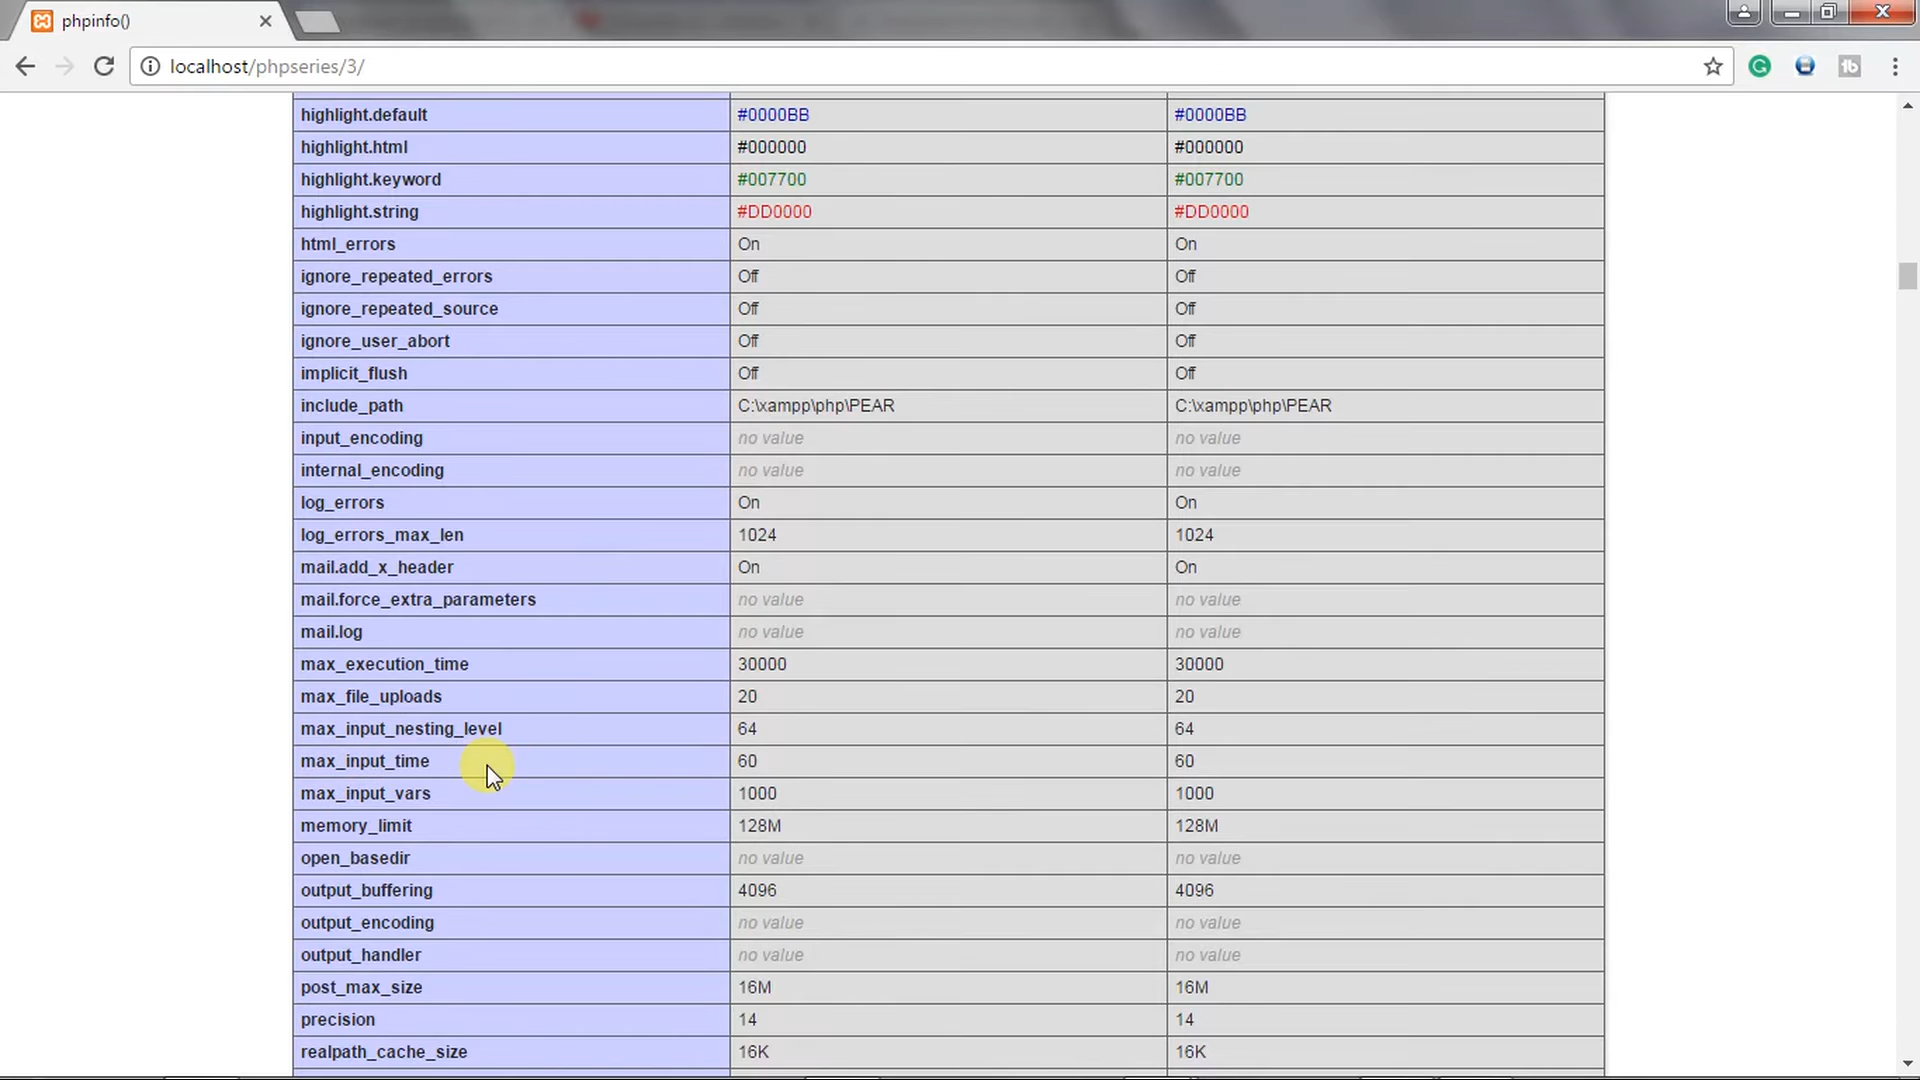 phpinfo()
localhost/phpseries/3/
highlight.default #0000BB #0000BB
highlight.html #000000 #000000
highlight.keyword #007700 #007700
highlight.string #DD0000 #DD0000
html_errors On On
ignore_repeated_errors Off Off
ignore_repeated_source Off Off
ignore_user_abort Off Off
implicit_flush Off Off
include_path C:\xampp\php\PEAR C:\xampp\php\PEAR
input_encoding no value no value
internal_encoding no value no value
log_errors On On
log_errors_max_len 1024 1024
mail.add_x_header On On
mail.force_extra_parameters no value no value
mail.log no value no value
max_execution_time 30000 30000
max_file_uploads 20 20
max_input_nesting_level 64 64
max_input_time 60 60
max_input_vars 1000 1000
memory_limit 128M 128M
open_basedir no value no value
output_buffering 4096 4096
output_encoding no value no value
output_handler no value no value
post_max_size 16M 16M
precision 14 14
realpath_cache_size 16K 16K